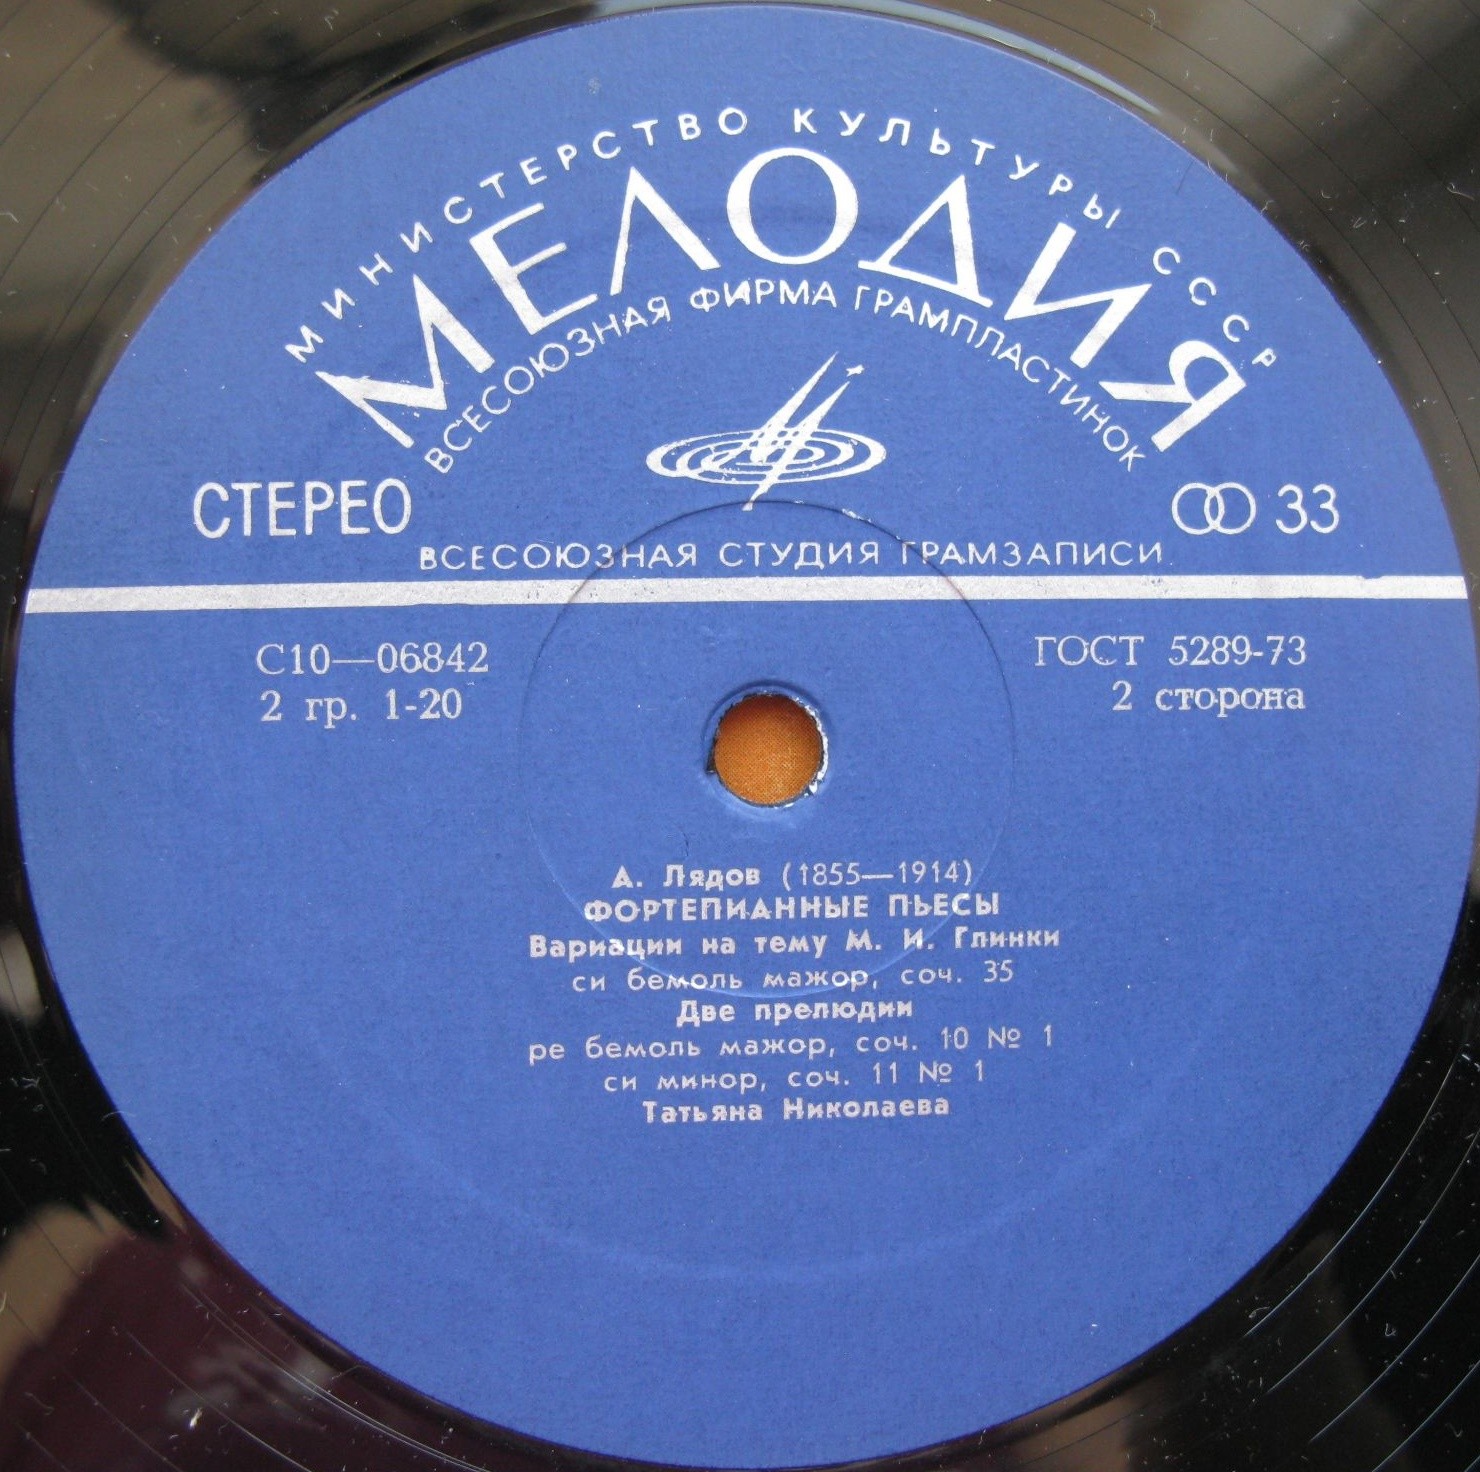 МИНИСТЕРСТВО КУЛЬТУРЫ СССР
МЕЛОДИЯ
ВСЕСОЮЗНАЯ ФИРМА ГРАМПЛАСТИНОК
СТЕРЕО
33
ВСЕСОЮЗНАЯ СТУДИЯ ГРАМЗАПИСИ
С10—06842
ГОСТ 5289-73
2 гр. 1-20
2 сторона
А. Лядов (1855—1914)
ФОРТЕПИАННЫЕ ПЬЕСЫ
Вариации на тему М. И. Глинки
си бемоль мажор, соч. 35
Две прелюдии
ре бемоль мажор, соч. 10 № 1
си минор, соч. 11 № 1
Татьяна Николаева